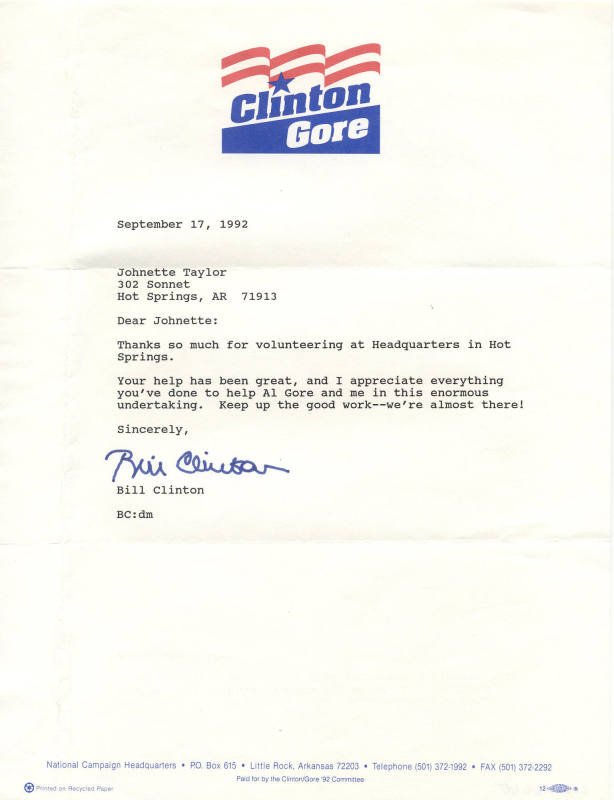 Clinton
Gore
September 17, 1992
Johnette Taylor
302 Sonnet
Hot Springs, AR  71913
Dear Johnette:
Thanks so much for volunteering at Headquarters in Hot
Springs.
Your help has been great, and I appreciate everything
you've done to help Al Gore and me in this enormous
undertaking.  Keep up the good work--we're almost there!
Sincerely,
Bill Clinton
Bill Clinton
BC:dm
National Campaign Headquarters • P.O. Box 615 • Little Rock, Arkansas 72203 • Telephone (501) 372-1992 • FAX (501) 372-2292
Paid for by the Clinton/Gore '92 Committee
Printed on Recycled Paper
12